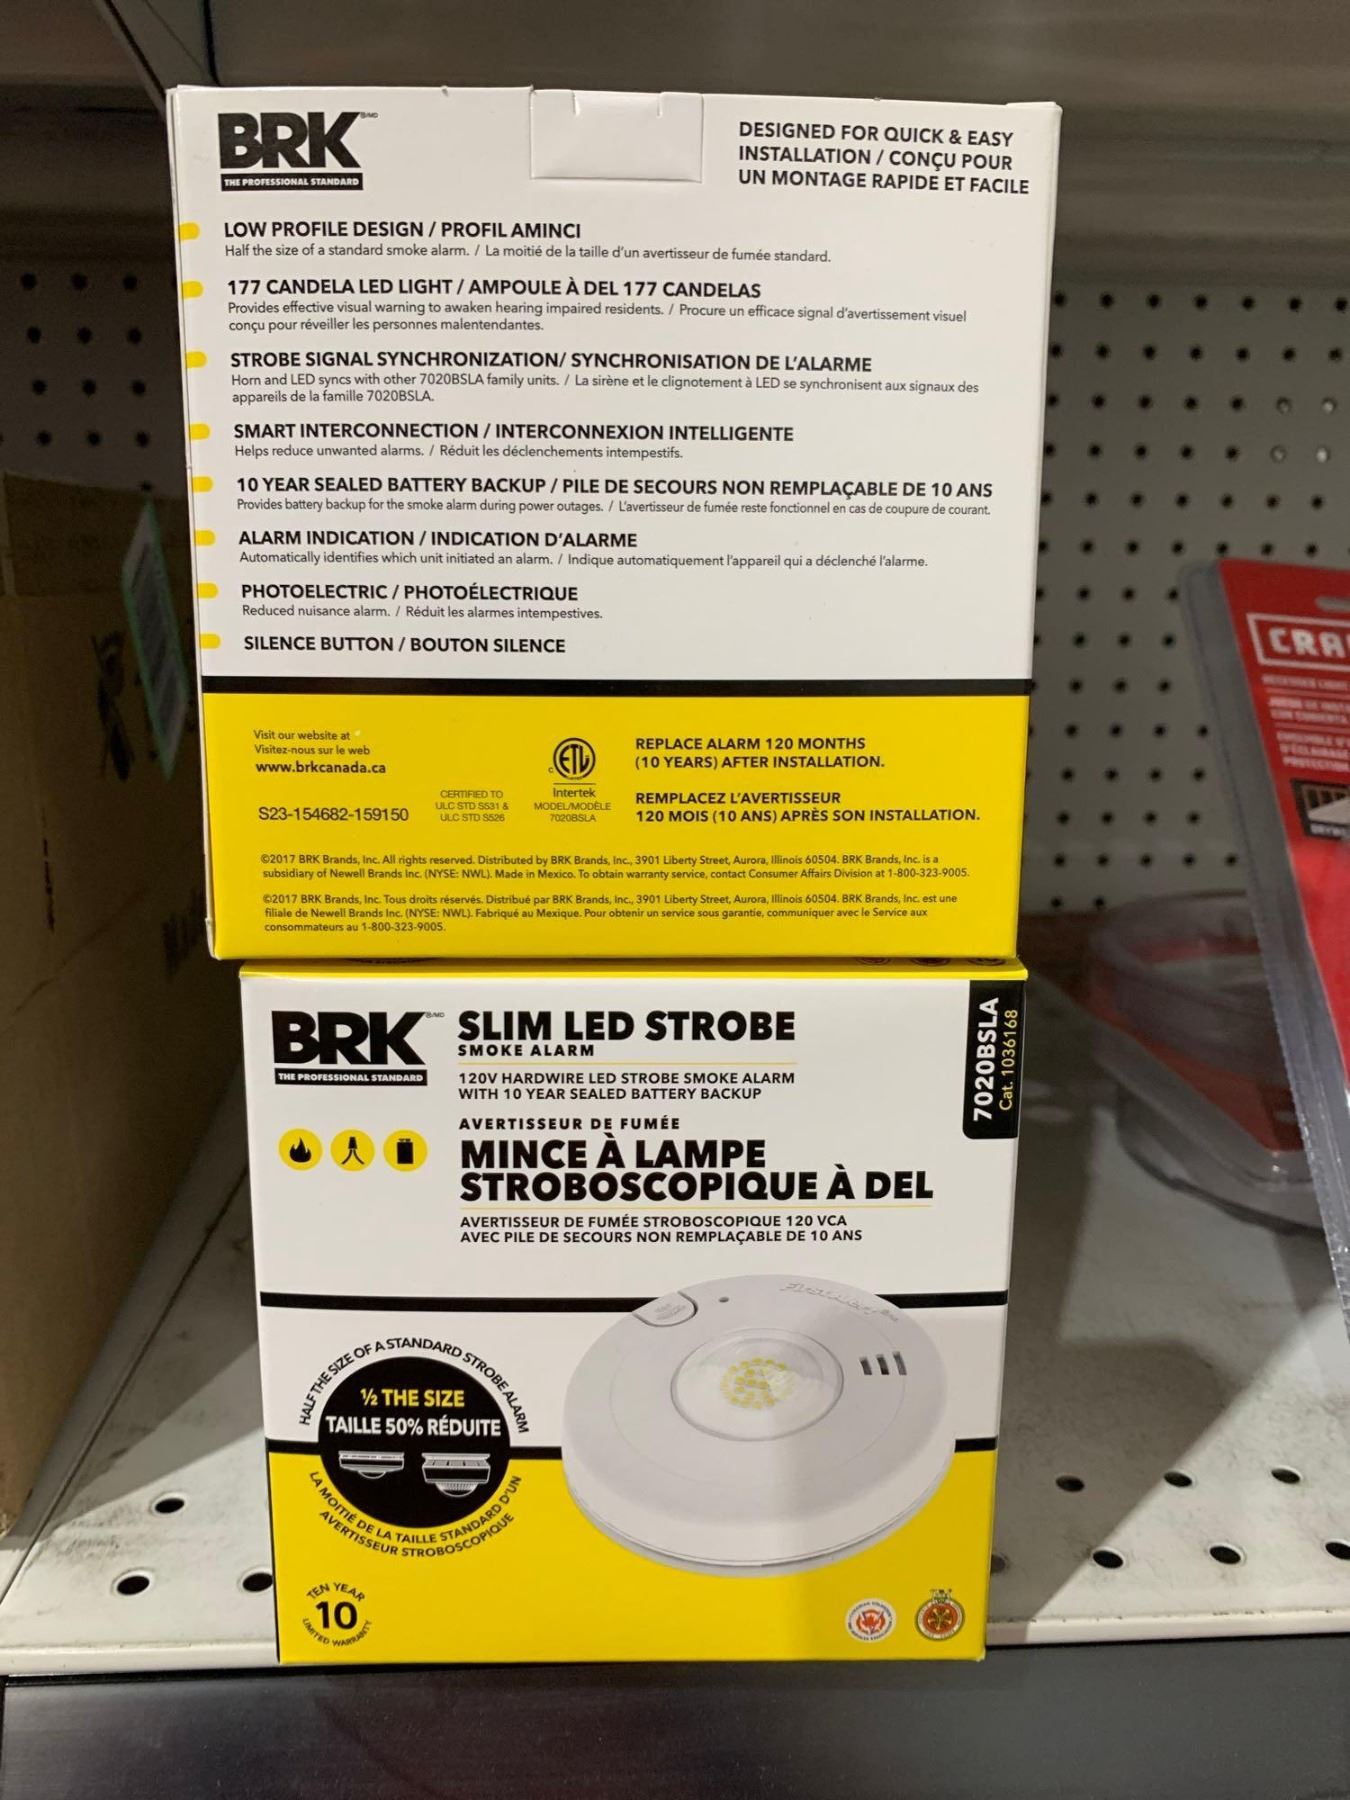 BRK®/MD
THE PROFESSIONAL STANDARD
DESIGNED FOR QUICK & EASY
INSTALLATION / CONÇU POUR
UN MONTAGE RAPIDE ET FACILE
LOW PROFILE DESIGN / PROFIL AMINCI
Half the size of a standard smoke alarm. / La moitié de la taille d'un avertisseur de fumée standard.
177 CANDELA LED LIGHT / AMPOULE À DEL 177 CANDELAS
Provides effective visual warning to awaken hearing impaired residents. / Procure un efficace signal d'avertissement visuel
conçu pour réveiller les personnes malentendantes.
STROBE SIGNAL SYNCHRONIZATION/ SYNCHRONISATION DE L'ALARME
Horn and LED syncs with other 7020BSLA family units. / La sirène et le clignotement à LED se synchronisent aux signaux des
appareils de la famille 7020BSLA.
SMART INTERCONNECTION / INTERCONNEXION INTELLIGENTE
Helps reduce unwanted alarms. / Réduit les déclenchements intempestifs.
10 YEAR SEALED BATTERY BACKUP / PILE DE SECOURS NON REMPLAÇABLE DE 10 ANS
Provides battery backup for the smoke alarm during power outages. / L'avertisseur de fumée reste fonctionnel en cas de coupure de courant.
ALARM INDICATION / INDICATION D'ALARME
Automatically identifies which unit initiated an alarm. / Indique automatiquement l'appareil qui a déclenché l'alarme.
PHOTOELECTRIC / PHOTOÉLECTRIQUE
Reduced nuisance alarm. / Réduit les alarmes intempestives.
SILENCE BUTTON / BOUTON SILENCE
Visit our website at
Visitez-nous sur le web
www.brkcanada.ca
S23-154682-159150
CERTIFIED TO
ULC STD S531 &
ULC STD S526
C ETL
Intertek
MODEL/MODÈLE
7020BSLA
REPLACE ALARM 120 MONTHS
(10 YEARS) AFTER INSTALLATION.
REMPLACEZ L'AVERTISSEUR
120 MOIS (10 ANS) APRÈS SON INSTALLATION.
©2017 BRK Brands, Inc. All rights reserved. Distributed by BRK Brands, Inc., 3901 Liberty Street, Aurora, Illinois 60504. BRK Brands, Inc. is a
subsidiary of Newell Brands Inc. (NYSE: NWL). Made in Mexico. To obtain warranty service, contact Consumer Affairs Division at 1-800-323-9005.
©2017 BRK Brands, Inc. Tous droits réservés. Distribué par BRK Brands, Inc., 3901 Liberty Street, Aurora, Illinois 60504. BRK Brands, Inc. est une
filiale de Newell Brands Inc. (NYSE: NWL). Fabriqué au Mexique. Pour obtenir un service sous garantie, communiquer avec le Service aux
consommateurs au 1-800-323-9005.
BRK®/MD
THE PROFESSIONAL STANDARD
SLIM LED STROBE
SMOKE ALARM
120V HARDWIRE LED STROBE SMOKE ALARM
WITH 10 YEAR SEALED BATTERY BACKUP
AVERTISSEUR DE FUMÉE
MINCE À LAMPE
STROBOSCOPIQUE À DEL
AVERTISSEUR DE FUMÉE STROBOSCOPIQUE 120 VCA
AVEC PILE DE SECOURS NON REMPLAÇABLE DE 10 ANS
7020BSLA
Cat. 1036168
HALF THE SIZE OF A STANDARD STROBE ALARM
½ THE SIZE
TAILLE 50% RÉDUITE
LA MOITIÉ DE LA TAILLE STANDARD D'UN
AVERTISSEUR STROBOSCOPIQUE
TEN YEAR
10
LIMITED WARRANTY
CRA